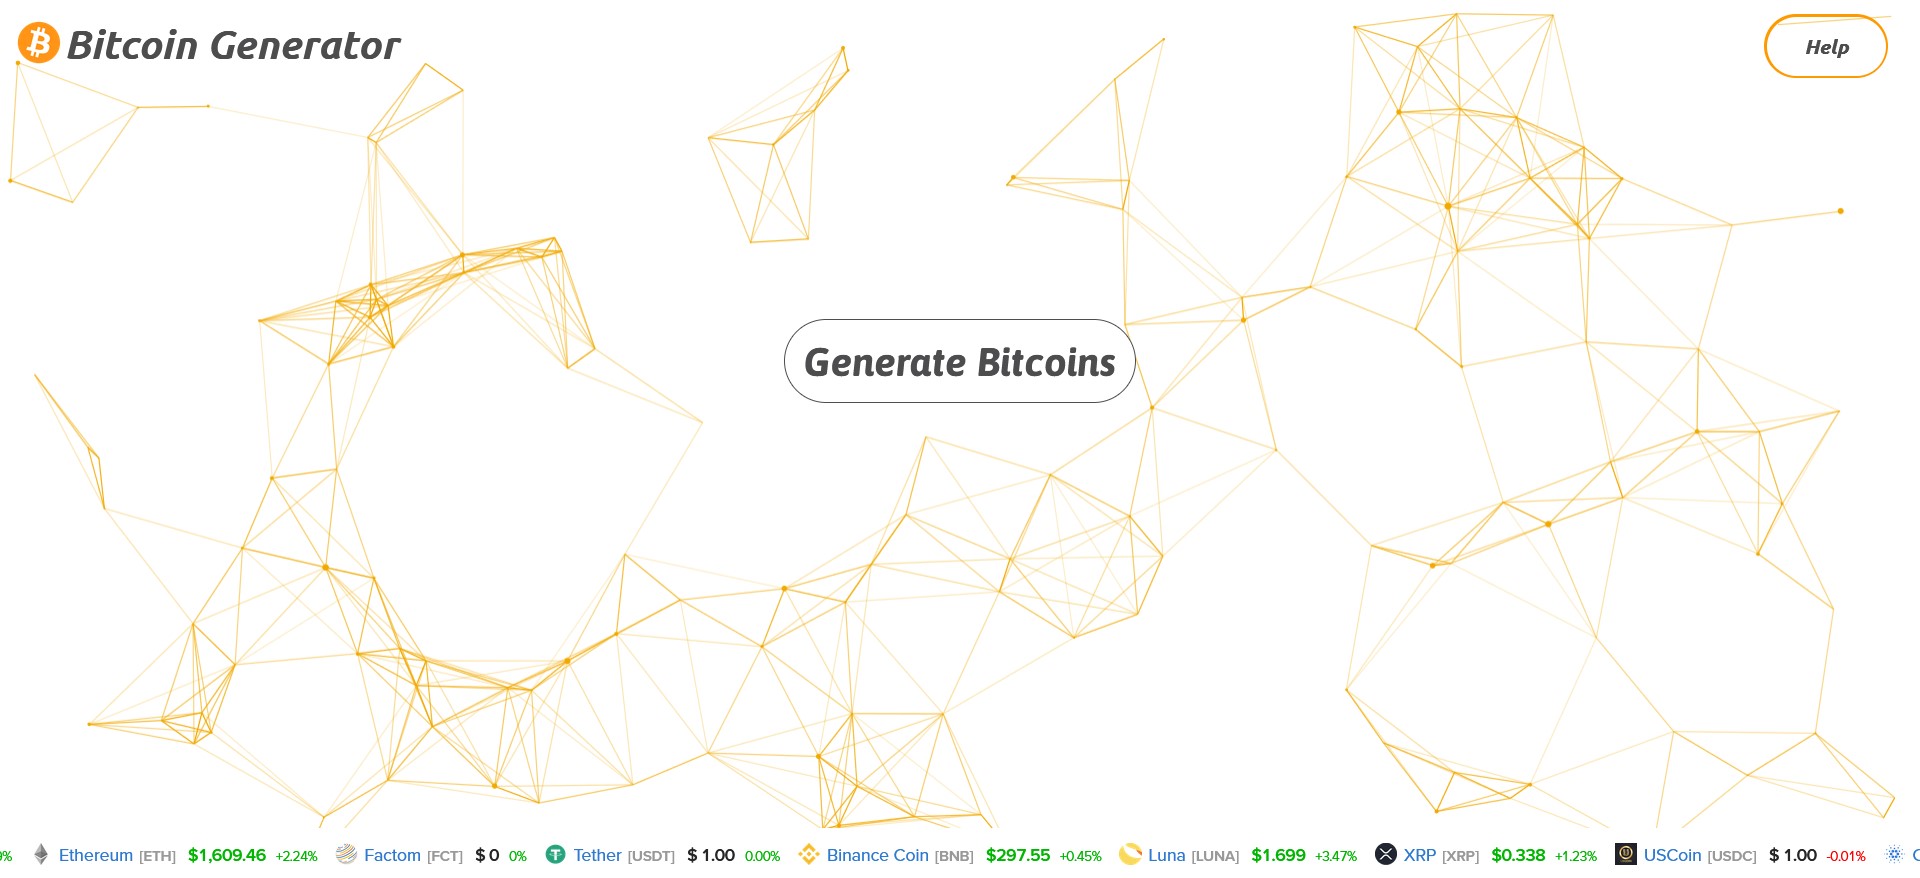 Bitcoin Generator
Help
Generate Bitcoins
9% Ethereum [ETH] $1,609.46 +2.24% Factom [FCT] $ 0 0% Tether [USDT] $ 1.00 0.00% Binance Coin [BNB] $297.55 +0.45% Luna [LUNA] $1.699 +3.47% XRP [XRP] $0.338 +1.23% USCoin [USDC] $ 1.00 -0.01% C